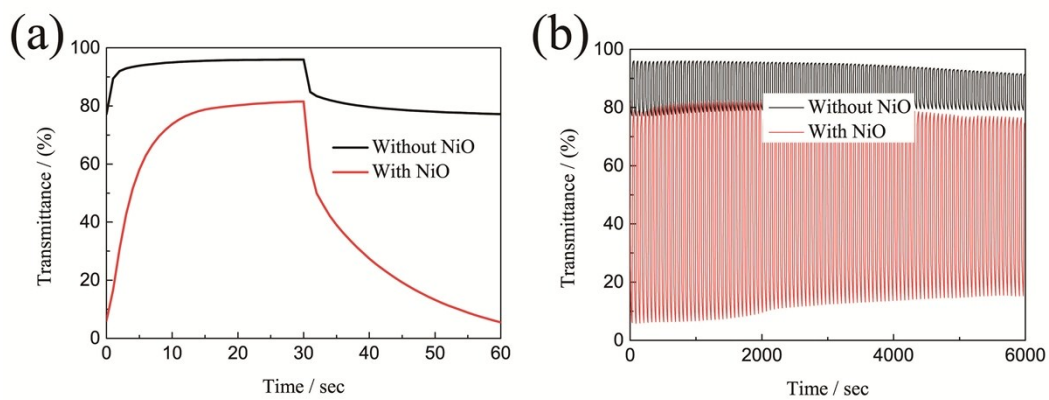 (a)
100
80
60
40
20
0
Transmittance / (%)
Without NiO
With NiO
0 10 20 30 40 50 60
Time / sec
(b)
100
80
60
40
20
0
Transmittance / (%)
Without NiO
With NiO
0 2000 4000 6000
Time / sec